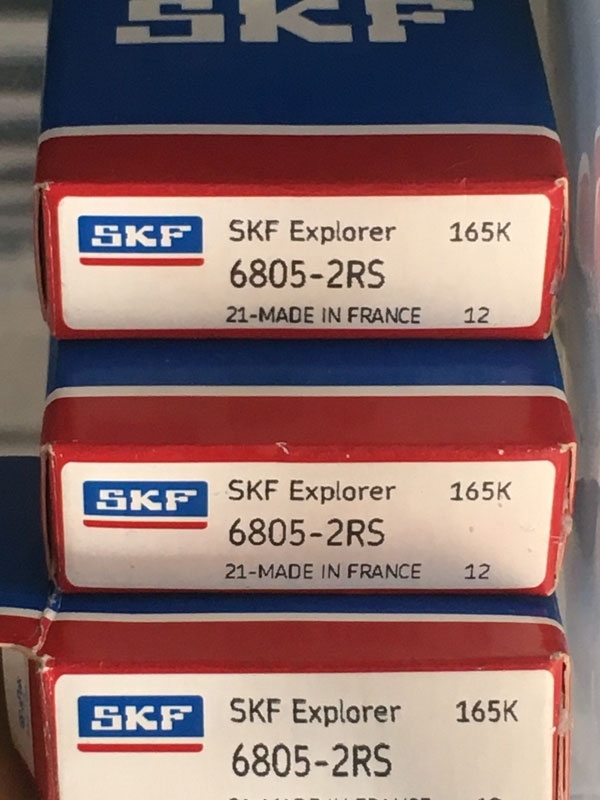 SKF
SKF SKF Explorer 165K
6805-2RS
21-MADE IN FRANCE 12
SKF SKF Explorer 165K
6805-2RS
21-MADE IN FRANCE 12
SKF SKF Explorer 165K
6805-2RS